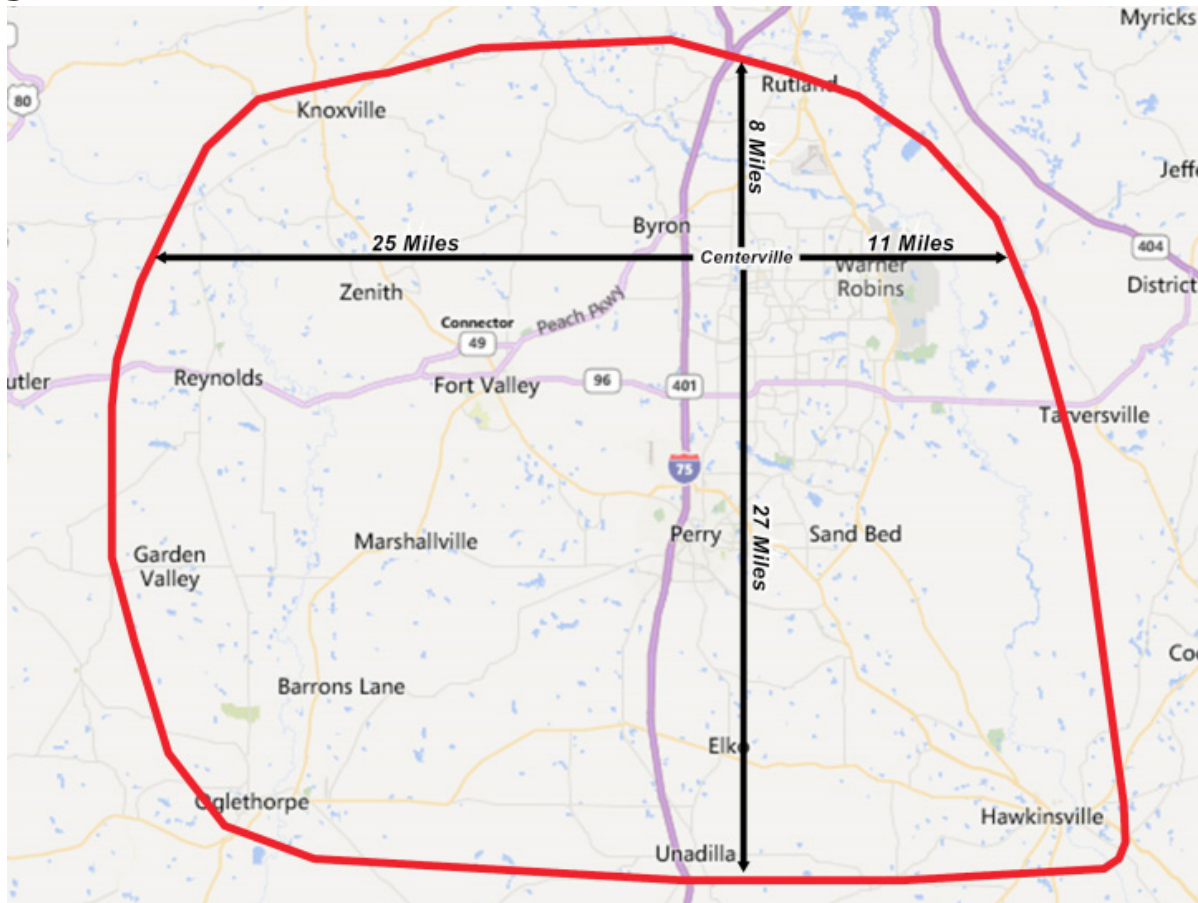 Myricks
80
Rutland
Knoxville
8 Miles
Jeff
Byron
25 Miles
11 Miles
404
Centerville
Warner
Robins
Zenith
District
Connector
Peach Pkwy
49
utler
Reynolds
Fort Valley
96
401
Tarversville
75
27 Miles
Perry
Sand Bed
Marshallville
Garden
Valley
Coo
Barrons Lane
Elko
Oglethorpe
Hawkinsville
Unadilla